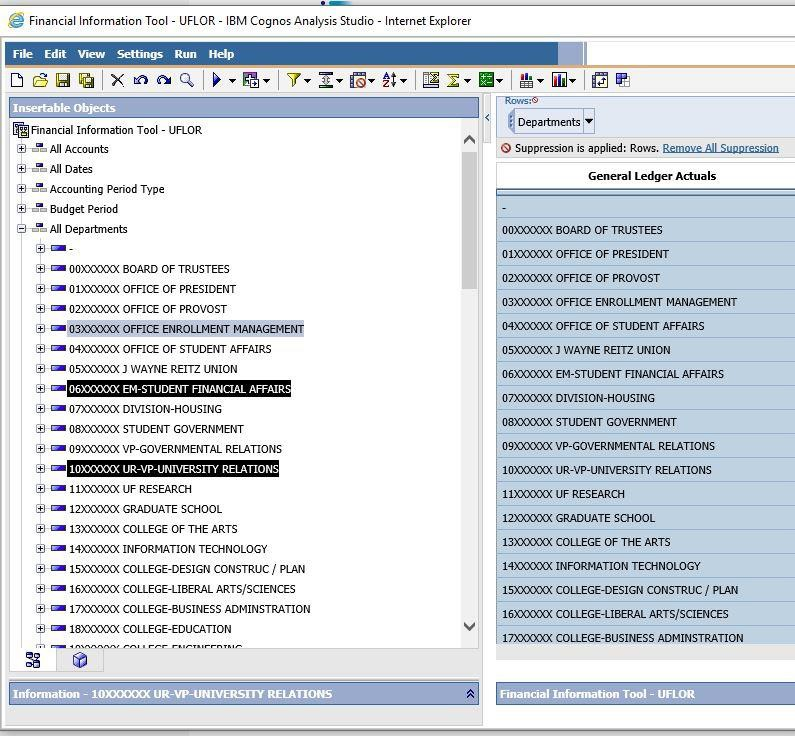 Financial Information Tool - UFLOR - IBM Cognos Analysis Studio - Internet Explorer
File Edit View Settings Run Help
Insertable Objects
Financial Information Tool - UFLOR
All Accounts
All Dates
Accounting Period Type
Budget Period
All Departments
-
00XXXXXX BOARD OF TRUSTEES
01XXXXXX OFFICE OF PRESIDENT
02XXXXXX OFFICE OF PROVOST
03XXXXXX OFFICE ENROLLMENT MANAGEMENT
04XXXXXX OFFICE OF STUDENT AFFAIRS
05XXXXXX J WAYNE REITZ UNION
06XXXXXX EM-STUDENT FINANCIAL AFFAIRS
07XXXXXX DIVISION-HOUSING
08XXXXXX STUDENT GOVERNMENT
09XXXXXX VP-GOVERNMENTAL RELATIONS
10XXXXXX UR-VP-UNIVERSITY RELATIONS
11XXXXXX UF RESEARCH
12XXXXXX GRADUATE SCHOOL
13XXXXXX COLLEGE OF THE ARTS
14XXXXXX INFORMATION TECHNOLOGY
15XXXXXX COLLEGE-DESIGN CONSTRUC / PLAN
16XXXXXX COLLEGE-LIBERAL ARTS/SCIENCES
17XXXXXX COLLEGE-BUSINESS ADMINSTRATION
18XXXXXX COLLEGE-EDUCATION
19XXXXXX COLLEGE-ENGINEERING
Information - 10XXXXXX UR-VP-UNIVERSITY RELATIONS
Rows:
Departments
Suppression is applied: Rows. Remove All Suppression
General Ledger Actuals
-
00XXXXXX BOARD OF TRUSTEES
01XXXXXX OFFICE OF PRESIDENT
02XXXXXX OFFICE OF PROVOST
03XXXXXX OFFICE ENROLLMENT MANAGEMENT
04XXXXXX OFFICE OF STUDENT AFFAIRS
05XXXXXX J WAYNE REITZ UNION
06XXXXXX EM-STUDENT FINANCIAL AFFAIRS
07XXXXXX DIVISION-HOUSING
08XXXXXX STUDENT GOVERNMENT
09XXXXXX VP-GOVERNMENTAL RELATIONS
10XXXXXX UR-VP-UNIVERSITY RELATIONS
11XXXXXX UF RESEARCH
12XXXXXX GRADUATE SCHOOL
13XXXXXX COLLEGE OF THE ARTS
14XXXXXX INFORMATION TECHNOLOGY
15XXXXXX COLLEGE-DESIGN CONSTRUC / PLAN
16XXXXXX COLLEGE-LIBERAL ARTS/SCIENCES
17XXXXXX COLLEGE-BUSINESS ADMINSTRATION
Financial Information Tool - UFLOR